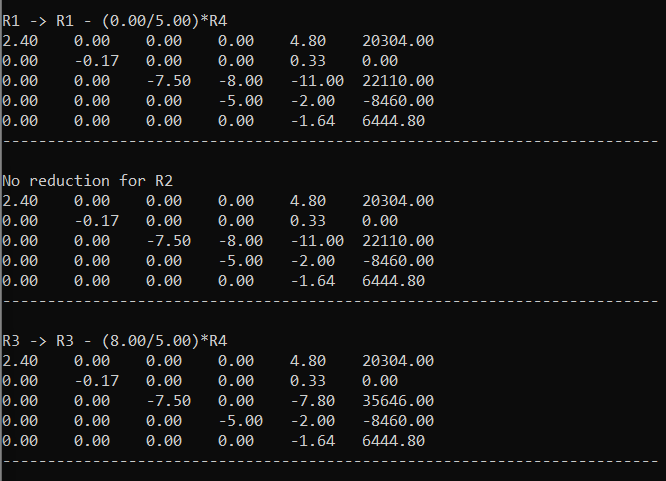 R1 -> R1 - (0.00/5.00)*R4
2.40    0.00    0.00    0.00    4.80    20304.00
0.00    -0.17   0.00    0.00    0.33    0.00
0.00    0.00    -7.50   -8.00   -11.00  22110.00
0.00    0.00    0.00    -5.00   -2.00   -8460.00
0.00    0.00    0.00    0.00    -1.64   6444.80
-------------------------------------------------------------------------
No reduction for R2
2.40    0.00    0.00    0.00    4.80    20304.00
0.00    -0.17   0.00    0.00    0.33    0.00
0.00    0.00    -7.50   -8.00   -11.00  22110.00
0.00    0.00    0.00    -5.00   -2.00   -8460.00
0.00    0.00    0.00    0.00    -1.64   6444.80
-------------------------------------------------------------------------
R3 -> R3 - (8.00/5.00)*R4
2.40    0.00    0.00    0.00    4.80    20304.00
0.00    -0.17   0.00    0.00    0.33    0.00
0.00    0.00    -7.50   0.00    -7.80   35646.00
0.00    0.00    0.00    -5.00   -2.00   -8460.00
0.00    0.00    0.00    0.00    -1.64   6444.80
-------------------------------------------------------------------------